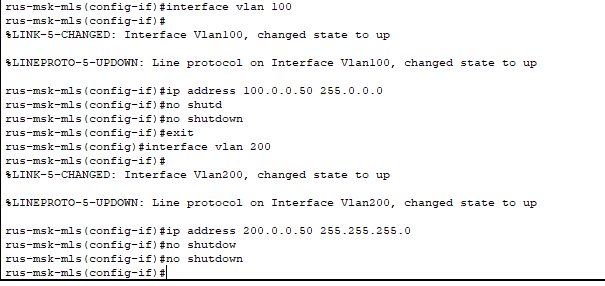 rus-msk-mls(config-if)#interface vlan 100
rus-msk-mls(config-if)#
%LINK-5-CHANGED: Interface Vlan100, changed state to up
%LINEPROTO-5-UPDOWN: Line protocol on Interface Vlan100, changed state to up
rus-msk-mls(config-if)#ip address 100.0.0.50 255.0.0.0
rus-msk-mls(config-if)#no shutd
rus-msk-mls(config-if)#no shutdown
rus-msk-mls(config-if)#exit
rus-msk-mls(config)#interface vlan 200
rus-msk-mls(config-if)#
%LINK-5-CHANGED: Interface Vlan200, changed state to up
%LINEPROTO-5-UPDOWN: Line protocol on Interface Vlan200, changed state to up
rus-msk-mls(config-if)#ip address 200.0.0.50 255.255.255.0
rus-msk-mls(config-if)#no shutdow
rus-msk-mls(config-if)#no shutdown
rus-msk-mls(config-if)#